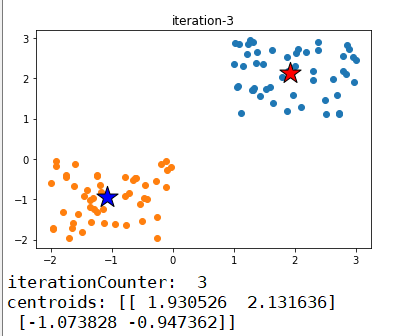 iteration-3
3
2
1
0
-1
-2
-2 -1 0 1 2 3
iterationCounter: 3
centroids: [[ 1.930526 2.131636]
[-1.073828 -0.947362]]